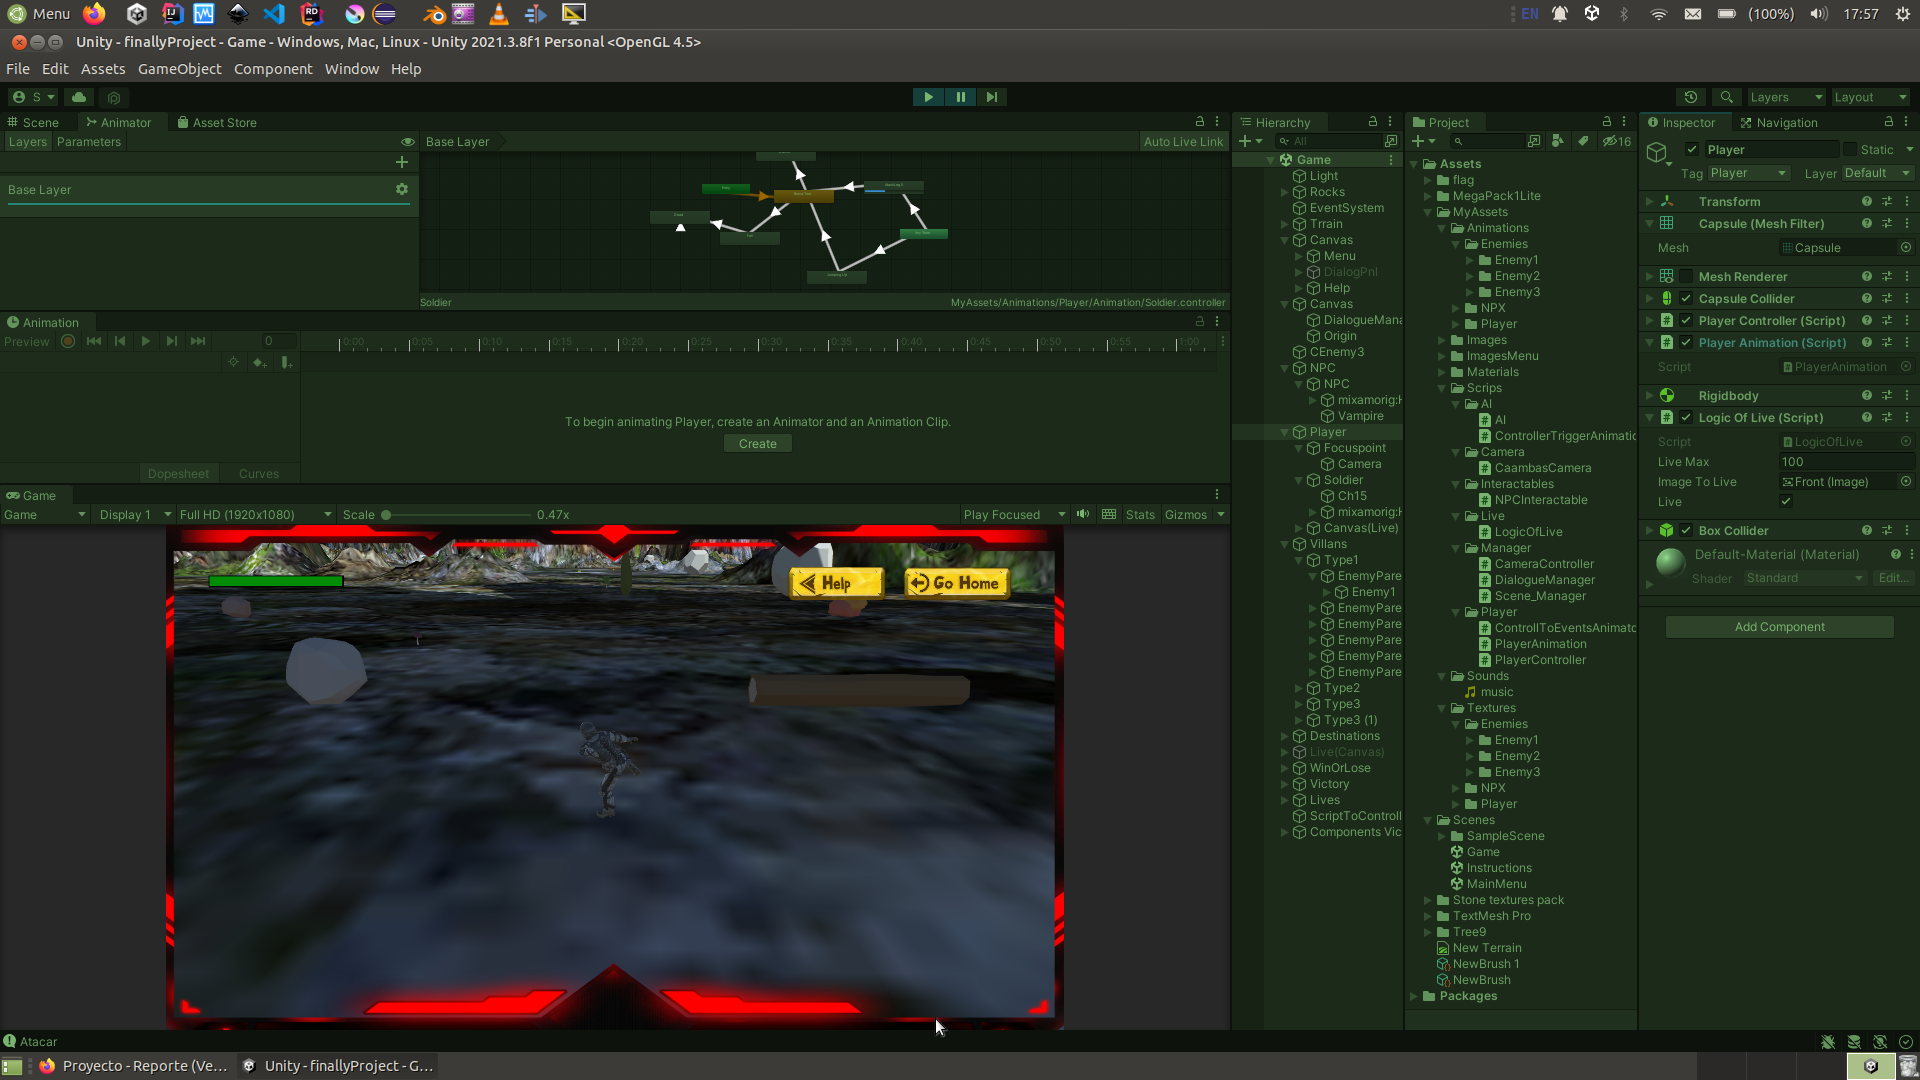 Menu
EN
(100%)
17:57
Unity - finallyProject - Game - Windows, Mac, Linux - Unity 2021.3.8f1 Personal <OpenGL 4.5>
File Edit Assets GameObject Component Window Help
S
Layers
Layout
Scene
Animator
Asset Store
Layers Parameters
Base Layer
Auto Live Link
Base Layer
Soldier
MyAssets/Animations/Player/Animation/Soldier.controller
Animation
Preview
0
0:00 0:05 0:10 0:15 0:20 0:25 0:30 0:35 0:40 0:45 0:50 0:55 1:00
To begin animating Player, create an Animator and an Animation Clip.
Create
Dopesheet Curves
Game
Game
Display 1
Full HD (1920x1080)
Scale
0.47x
Play Focused
Stats
Gizmos
Help
Go Home
Hierarchy
All
Game
Light
Rocks
EventSystem
Trrain
Canvas
Menu
DialogPnl
Help
Canvas
DialogueMana
Origin
CEnemy3
NPC
NPC
mixamorig:H
Vampire
Player
Focuspoint
Camera
Soldier
Ch15
mixamorig:H
Canvas(Live)
Villans
Type1
EnemyPare
Enemy1
EnemyPare
EnemyPare
EnemyPare
EnemyPare
EnemyPare
Type2
Type3
Type3 (1)
Destinations
Live(Canvas)
WinOrLose
Victory
Lives
ScriptToControll
Components Vic
Project
16
Assets
flag
MegaPack1Lite
MyAssets
Animations
Enemies
Enemy1
Enemy2
Enemy3
NPX
Player
Images
ImagesMenu
Materials
Scrips
AI
AI
ControllerTriggerAnimatic
Camera
CaambasCamera
Interactables
NPCInteractable
Live
LogicOfLive
Manager
CameraController
DialogueManager
Scene_Manager
Player
ControllToEventsAnimato
PlayerAnimation
PlayerController
Sounds
music
Textures
Enemies
Enemy1
Enemy2
Enemy3
NPX
Player
Scenes
SampleScene
Game
Instructions
MainMenu
Stone textures pack
TextMesh Pro
Tree9
New Terrain
NewBrush 1
NewBrush
Packages
Inspector
Navigation
Player
Static
Tag Player
Layer Default
Transform
Capsule (Mesh Filter)
Mesh Capsule
Mesh Renderer
Capsule Collider
Player Controller (Script)
Player Animation (Script)
Script PlayerAnimation
Rigidbody
Logic Of Live (Script)
Script LogicOfLive
Live Max 100
Image To Live Front (Image)
Live
Box Collider
Default-Material (Material)
Shader Standard Edit...
Add Component
Atacar
Proyecto - Reporte (Ve...
Unity - finallyProject - G...